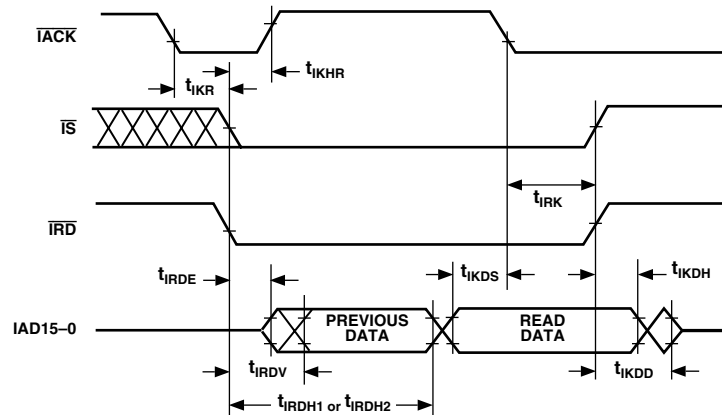 IACK
tIKR
tIKHR
IS
tIRK
IRD
tIRDE
tIKDS
tIKDH
IAD15–0
PREVIOUS
DATA
READ
DATA
tIRDV
tIKDD
tIRDH1 or tIRDH2